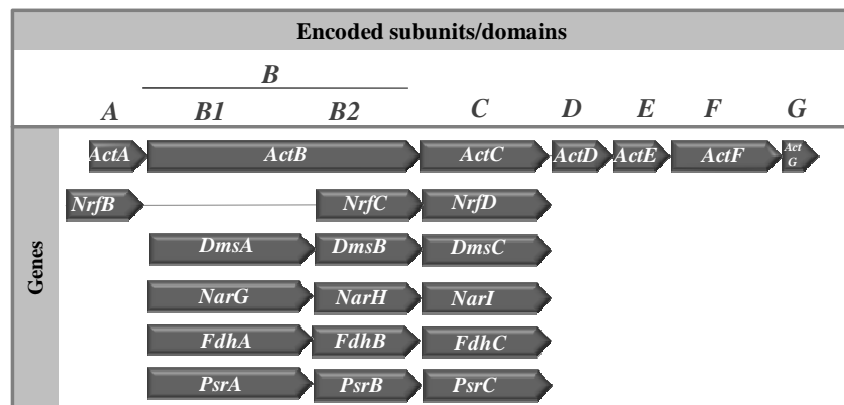 Encoded subunits/domains
B
A B1 B2 C D E F G
Genes
ActA ActB ActC ActD ActE ActF Act
G
NrfB NrfC NrfD
DmsA DmsB DmsC
NarG NarH NarI
FdhA FdhB FdhC
PsrA PsrB PsrC